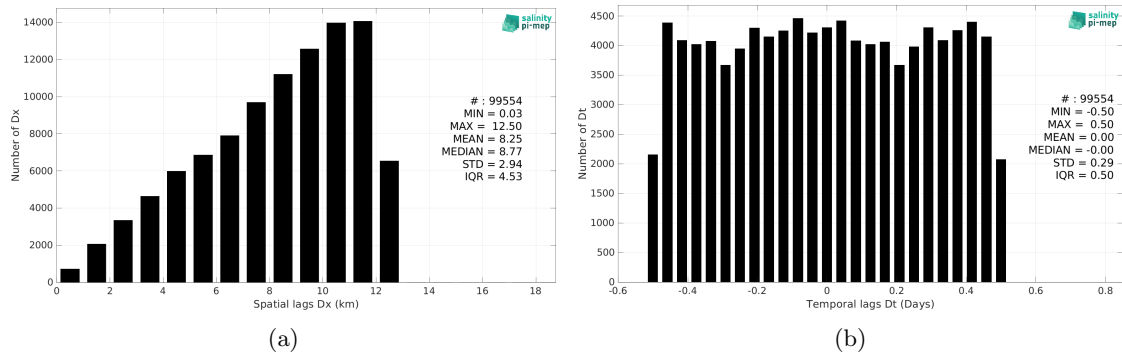 14000
12000
10000
8000
6000
4000
2000
0
Number of Dx
salinity
pi-mep
# : 99554
MIN = 0.03
MAX = 12.50
MEAN = 8.25
MEDIAN = 8.77
STD = 2.94
IQR = 4.53
0 2 4 6 8 10 12 14 16 18
Spatial lags Dx (km)
(a)
4500
4000
3500
3000
2500
2000
1500
1000
500
0
Number of Dt
salinity
pi-mep
# : 99554
MIN = -0.50
MAX = 0.50
MEAN = 0.00
MEDIAN = -0.00
STD = 0.29
IQR = 0.50
-0.6 -0.4 -0.2 0 0.2 0.4 0.6 0.8
Temporal lags Dt (Days)
(b)